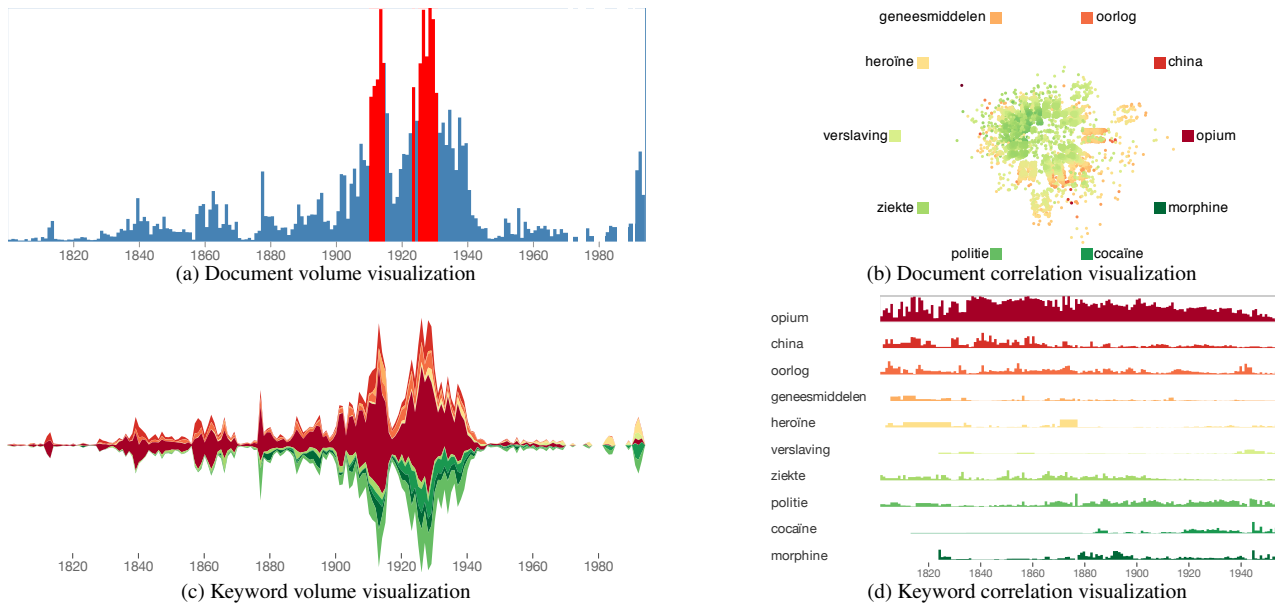 1820 1840 1860 1880 1900 1920 1940 1960 1980
(a) Document volume visualization
geneesmiddelen oorlog
heroïne china
verslaving opium
ziekte morphine
politie cocaïne
(b) Document correlation visualization
1820 1840 1860 1880 1900 1920 1940 1960 1980
(c) Keyword volume visualization
opium
china
oorlog
geneesmiddelen
heroïne
verslaving
ziekte
politie
cocaïne
morphine
1820 1840 1860 1880 1900 1920 1940
(d) Keyword correlation visualization